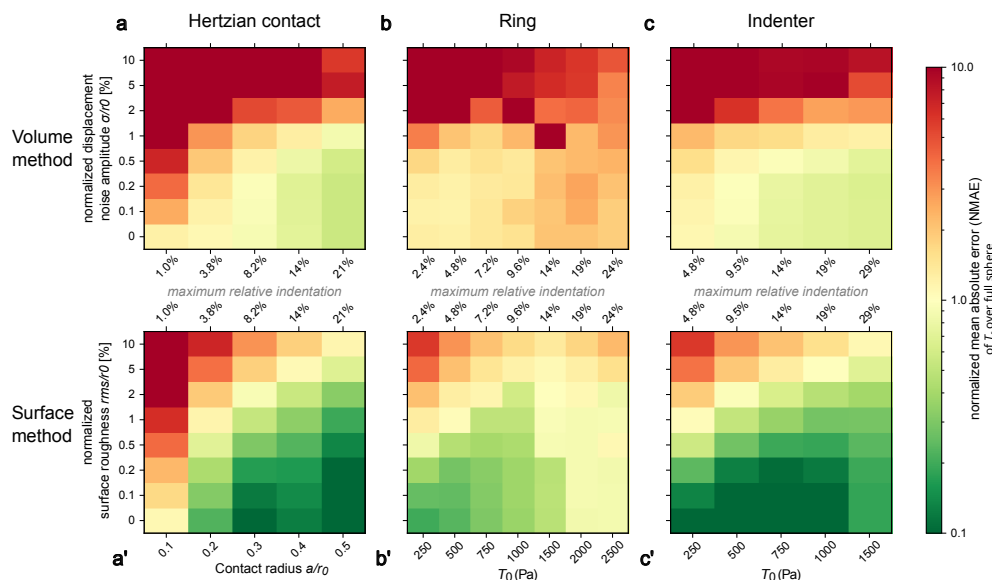 Hertzian contact
Ring
Indenter
a
b
c
Volume method
normalized displacement
noise amplitude α/r0 [%]
10
5
2
1
0.5
0.2
0.1
0
1.0% 3.8% 8.2% 14% 21%
2.4% 4.8% 7.2% 9.6% 14% 19% 24%
4.8% 9.5% 14% 19% 29%
maximum relative indentation
maximum relative indentation
maximum relative indentation
1.0% 3.8% 8.2% 14% 21%
2.4% 4.8% 7.2% 9.6% 14% 19% 24%
4.8% 9.5% 14% 19% 29%
Surface method
normalized
surface roughness rms/r0 [%]
10
5
2
1
0.5
0.2
0.1
0
a'
b'
c'
0.1 0.2 0.3 0.4 0.5
Contact radius a/r0
250 500 750 1000 1500 2000 2500
T0 (Pa)
250 500 750 1000 1500
T0 (Pa)
10.0
1.0
0.1
normalized mean absolute error (NMAE)
of T, over full sphere